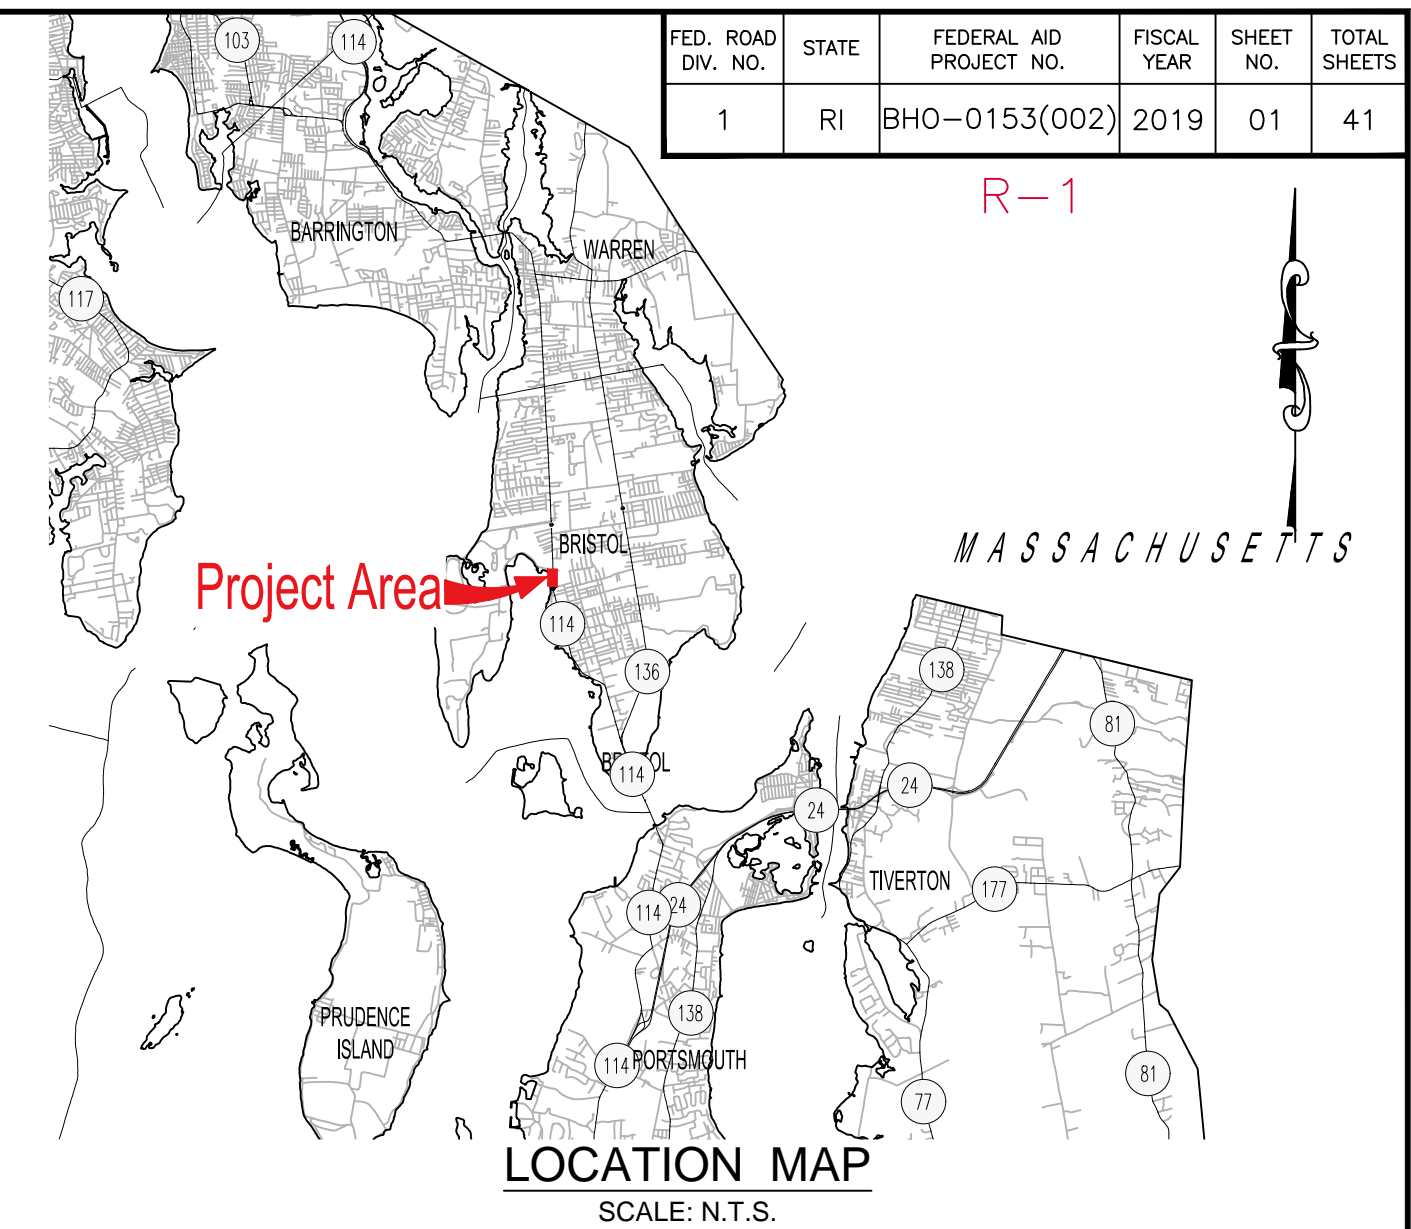 FED. ROAD DIV. NO.
STATE
FEDERAL AID PROJECT NO.
FISCAL YEAR
SHEET NO.
TOTAL SHEETS
1
RI
BHO-0153(002)
2019
01
41
R-1
103
114
BARRINGTON
WARREN
117
MASSACHUSETTS
BRISTOL
Project Area
114
136
138
81
BRISTOL
114
24
24
TIVERTON
177
114
24
138
PRUDENCE
ISLAND
114
PORTSMOUTH
81
77
LOCATION MAP
SCALE: N.T.S.